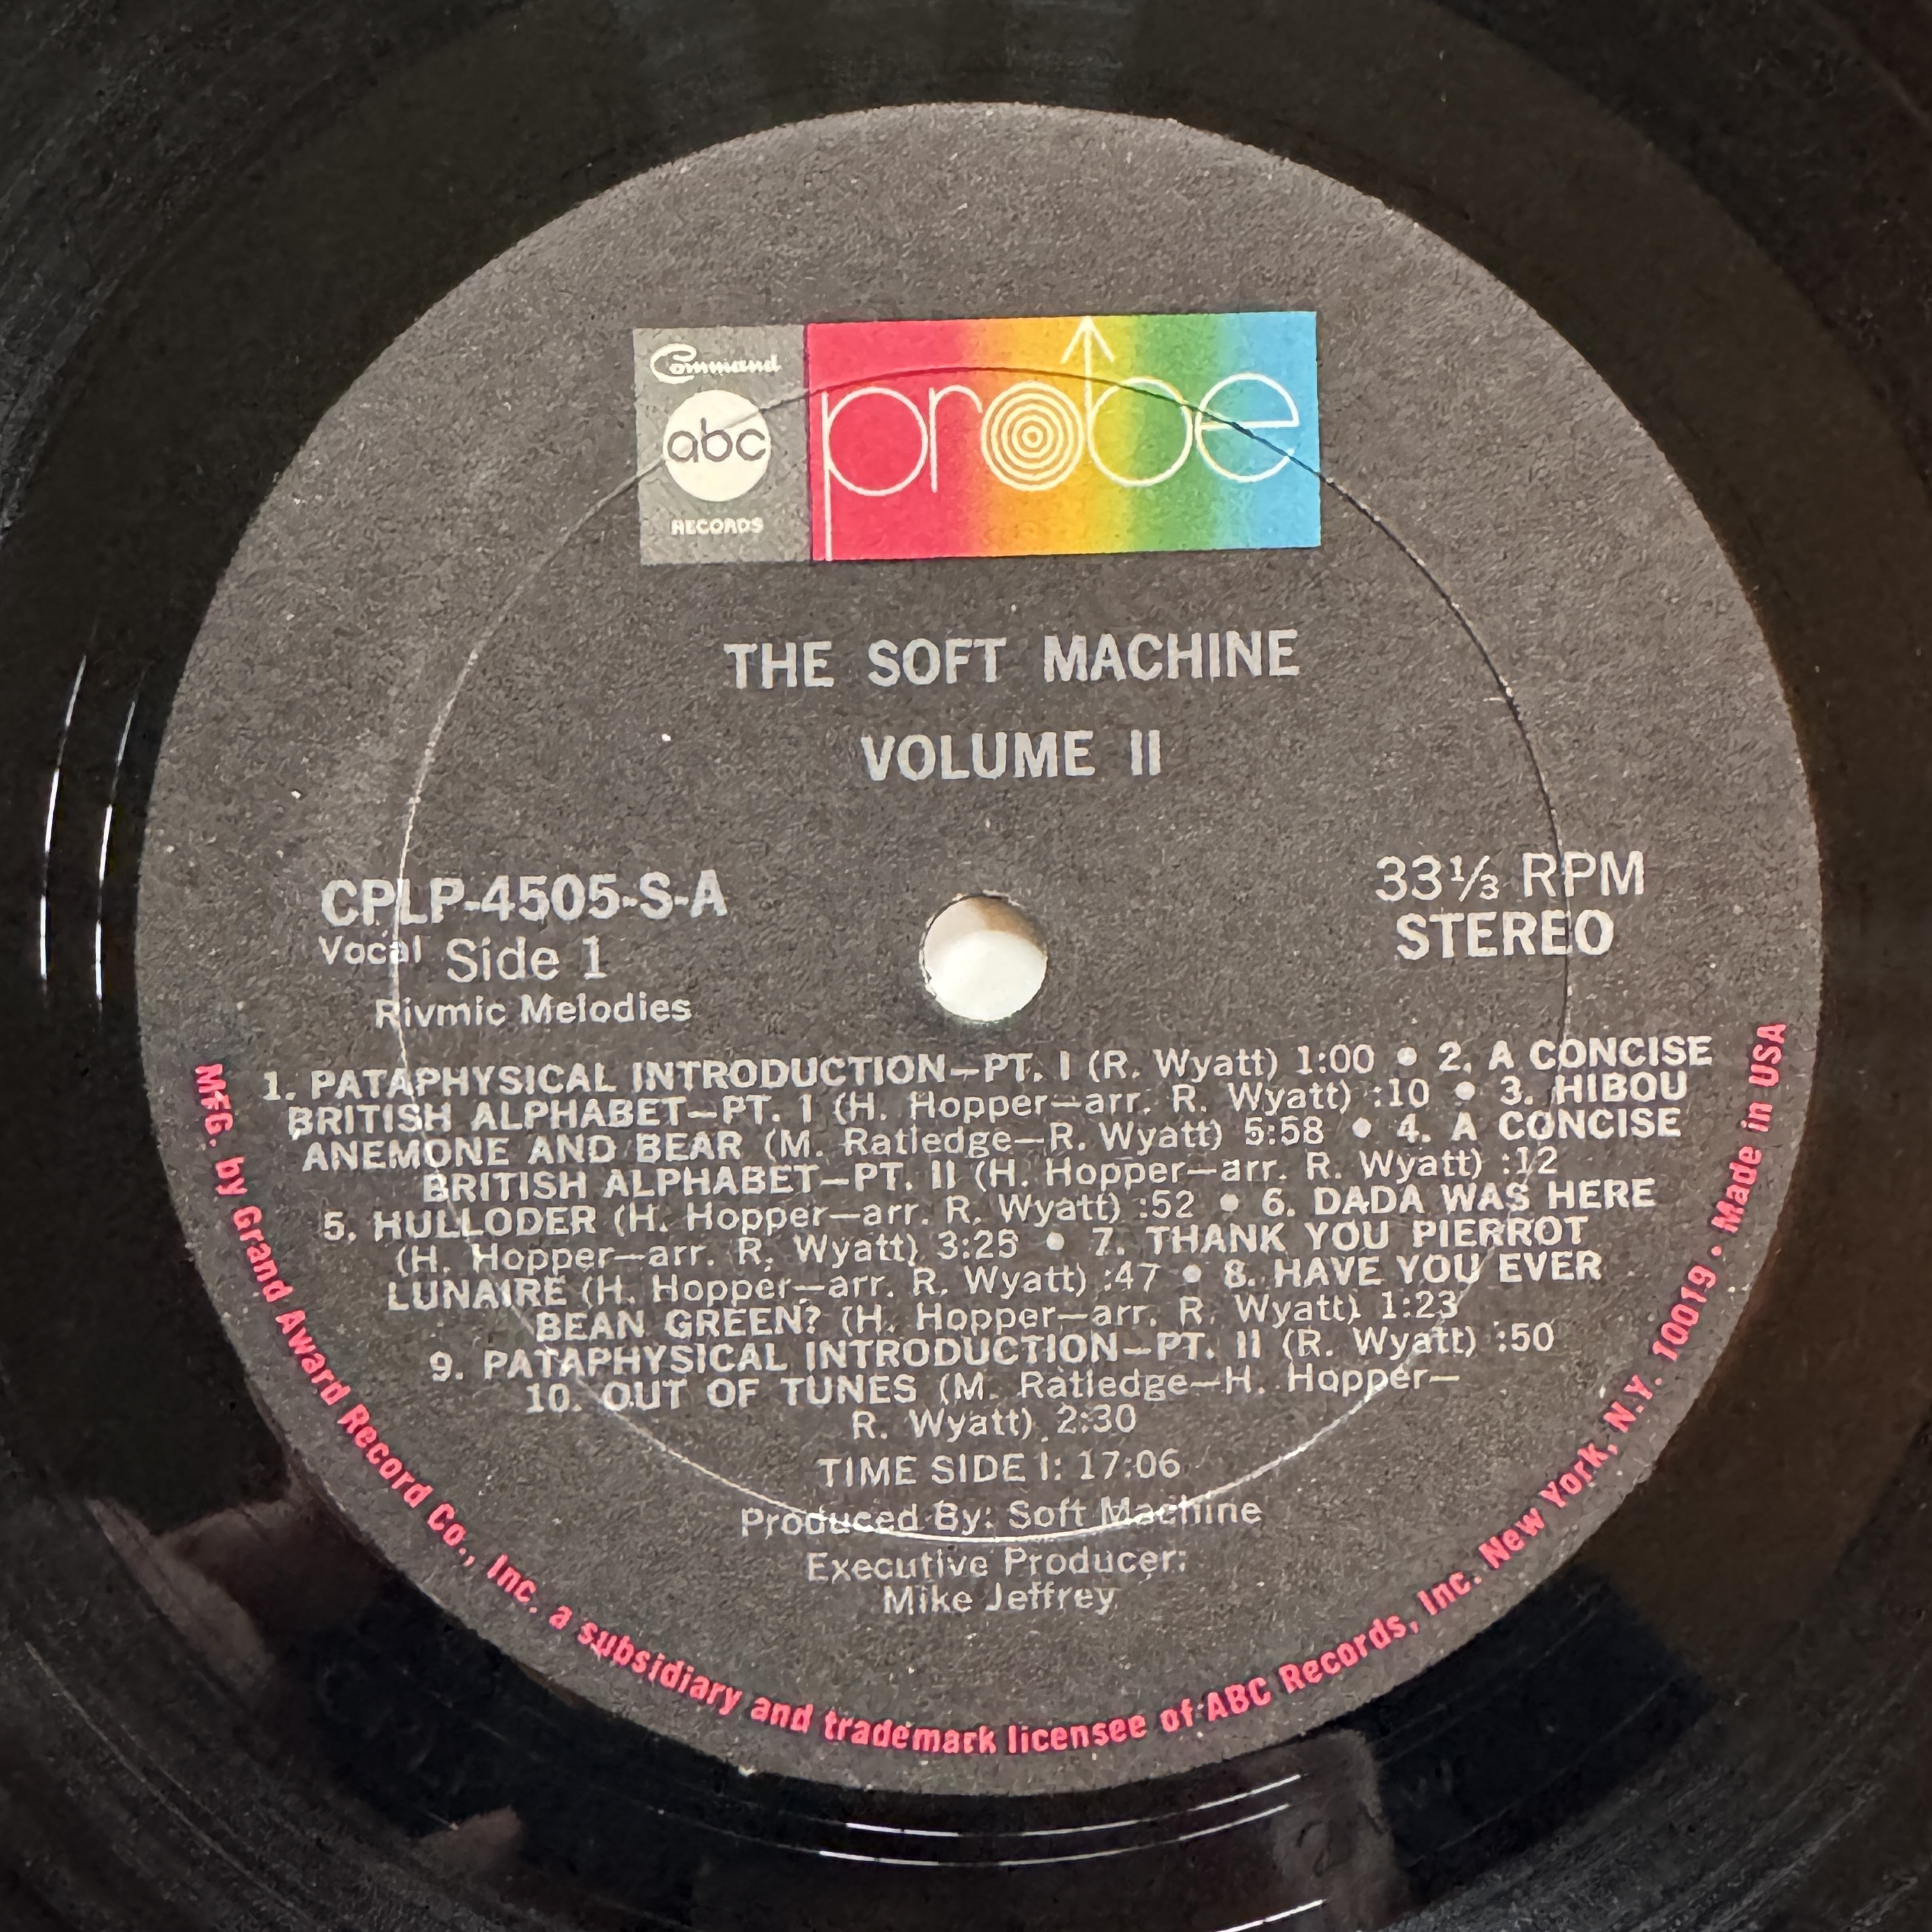 Command
abc
RECORDS
probe
THE SOFT MACHINE
VOLUME II
CPLP-4505-S-A
Vocal Side 1
Rivmic Melodies
33⅓ RPM
STEREO
1. PATAPHYSICAL INTRODUCTION—PT. I (R. Wyatt) 1:00 • 2. A CONCISE
BRITISH ALPHABET—PT. I (H. Hopper—arr. R. Wyatt) :10 • 3. HIBOU
ANEMONE AND BEAR (M. Ratledge—R. Wyatt) 5:58 • 4. A CONCISE
BRITISH ALPHABET—PT. II (H. Hopper—arr. R. Wyatt) :12
5. HULLODER (H. Hopper—arr. R. Wyatt) :52 • 6. DADA WAS HERE
(H. Hopper—arr. R. Wyatt) 3:25 • 7. THANK YOU PIERROT
LUNAIRE (H. Hopper—arr. R. Wyatt) :47 • 8. HAVE YOU EVER
BEAN GREEN? (H. Hopper—arr. R. Wyatt) 1:23
9. PATAPHYSICAL INTRODUCTION—PT. II (R. Wyatt) :50
10. OUT OF TUNES (M. Ratledge—H. Hopper—
R. Wyatt) 2:30
TIME SIDE I: 17:06
Produced By: Soft Machine
Executive Producer:
Mike Jeffrey
MFG. by Grand Award Record Co., Inc. a subsidiary and trademark licensee of ABC Records, Inc. New York, N.Y. 10019 • Made in USA